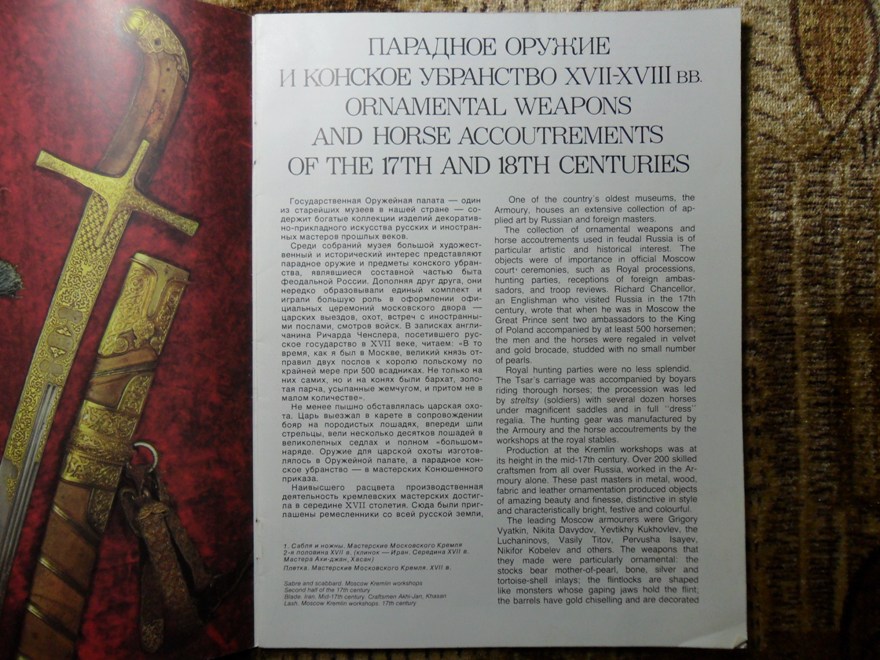 ПАРАДНОЕ ОРУЖИЕ
И КОНСКОЕ УБРАНСТВО XVII-XVIII ВВ.
ORNAMENTAL WEAPONS
AND HORSE ACCOUTREMENTS
OF THE 17TH AND 18TH CENTURIES
Государственная Оружейная палата — один
из старейших музеев в нашей стране — со-
держит богатые коллекции изделий декоратив-
но-прикладного искусства русских и иностран-
ных мастеров прошлых веков.
Среди собраний музея большой художест-
венный и исторический интерес представляют
парадное оружие и предметы конского убран-
ства, являвшиеся составной частью быта
феодальной России. Дополняя друг друга, они
нередко образовывали единый комплект и
играли большую роль в оформлении офи-
циальных церемоний московского двора —
царских выездов, охот, встреч с иностранны-
ми послами, смотров войск. В записках англи-
чанина Ричарда Ченслера, посетившего рус-
ское государство в XVII веке, читаем: «В то
время, как я был в Москве, великий князь от-
правил двух послов к королю польскому по
крайней мере при 500 всадниках. Не только на
них самих, но и на конях были бархат, золо-
тая парча, усыпанные жемчугом, и притом не в
малом количестве».
Не менее пышно обставлялась царская охо-
та. Царь выезжал в карете в сопровождении
бояр на породистых лошадях, впереди шли
стрельцы, вели несколько десятков лошадей в
великолепных седлах и полном «большом»
наряде. Оружие для царской охоты изготов-
лялось в Оружейной палате, а парадное кон-
ское убранство — в мастерских Конюшенного
приказа.
Наивысшего расцвета производственная
деятельность кремлевских мастерских достиг-
ла в середине XVII столетия. Сюда были приг-
лашены ремесленники со всей русской земли,
1. Сабля и ножны. Мастерские Московского Кремля
2-я половина XVII в. (клинок — Иран. Середина XVII в.
Мастера Аки-джан, Хасан)
Плетка. Мастерские Московского Кремля. XVII в.
Sabre and scabbard. Moscow Kremlin workshops
Second half of the 17th century
Blade: Iran. Mid-17th century. Craftsmen Akhi-Jan, Khasan
Lash. Moscow Kremlin workshops. 17th century
One of the country's oldest museums, the
Armoury, houses an extensive collection of ap-
plied art by Russian and foreign masters.
The collection of ornamental weapons and
horse accoutrements used in feudal Russia is of
particular artistic and historical interest. The
objects were of importance in official Moscow
court- ceremonies, such as Royal processions,
hunting parties, receptions of foreign ambas-
sadors, and troop reviews. Richard Chancellor,
an Englishman who visited Russia in the 17th
century, wrote that when he was in Moscow the
Great Prince sent two ambassadors to the King
of Poland accompanied by at least 500 horsemen;
the men and the horses were regaled in velvet
and gold brocade, studded with no small number
of pearls.
Royal hunting parties were no less splendid.
The Tsar's carriage was accompanied by boyars
riding thorough horses; the procession was led
by streltsy (soldiers) with several dozen horses
under magnificent saddles and in full "dress"
regalia. The hunting gear was manufactured by
the Armoury and the horse accoutrements by the
workshops at the royal stables.
Production at the Kremlin workshops was at
its height in the mid-17th century. Over 200 skilled
craftsmen from all over Russia, worked in the Ar-
moury alone. These past masters in metal, wood,
fabric and leather ornamentation produced objects
of amazing beauty and finesse, distinctive in style
and characteristically bright, festive and colourful.
The leading Moscow armourers were Grigory
Vyatkin, Nikita Davydov, Yevtikhy Kukhovlev, the
Luchaninovs, Vasily Titov, Pervusha Isayev,
Nikifor Kobelev and others. The weapons that
they made were particularly ornamental: the
stocks bear mother-of-pearl, bone, silver and
tortoise-shell inlays; the flintlocks are shaped
like monsters whose gaping jaws hold the flint;
the barrels have gold chiselling and are decorated